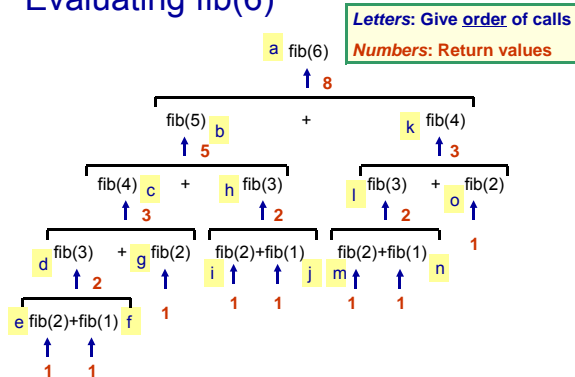 Evaluating fib(6)
Letters: Give order of calls
Numbers: Return values
a fib(6)
8
fib(5) b + k fib(4)
5 3
fib(4) c + h fib(3) l fib(3) + o fib(2)
3 2 2 1
d fib(3) + g fib(2) i fib(2)+fib(1) j m fib(2)+fib(1) n
2 1 1 1 1 1
e fib(2)+fib(1) f
1 1